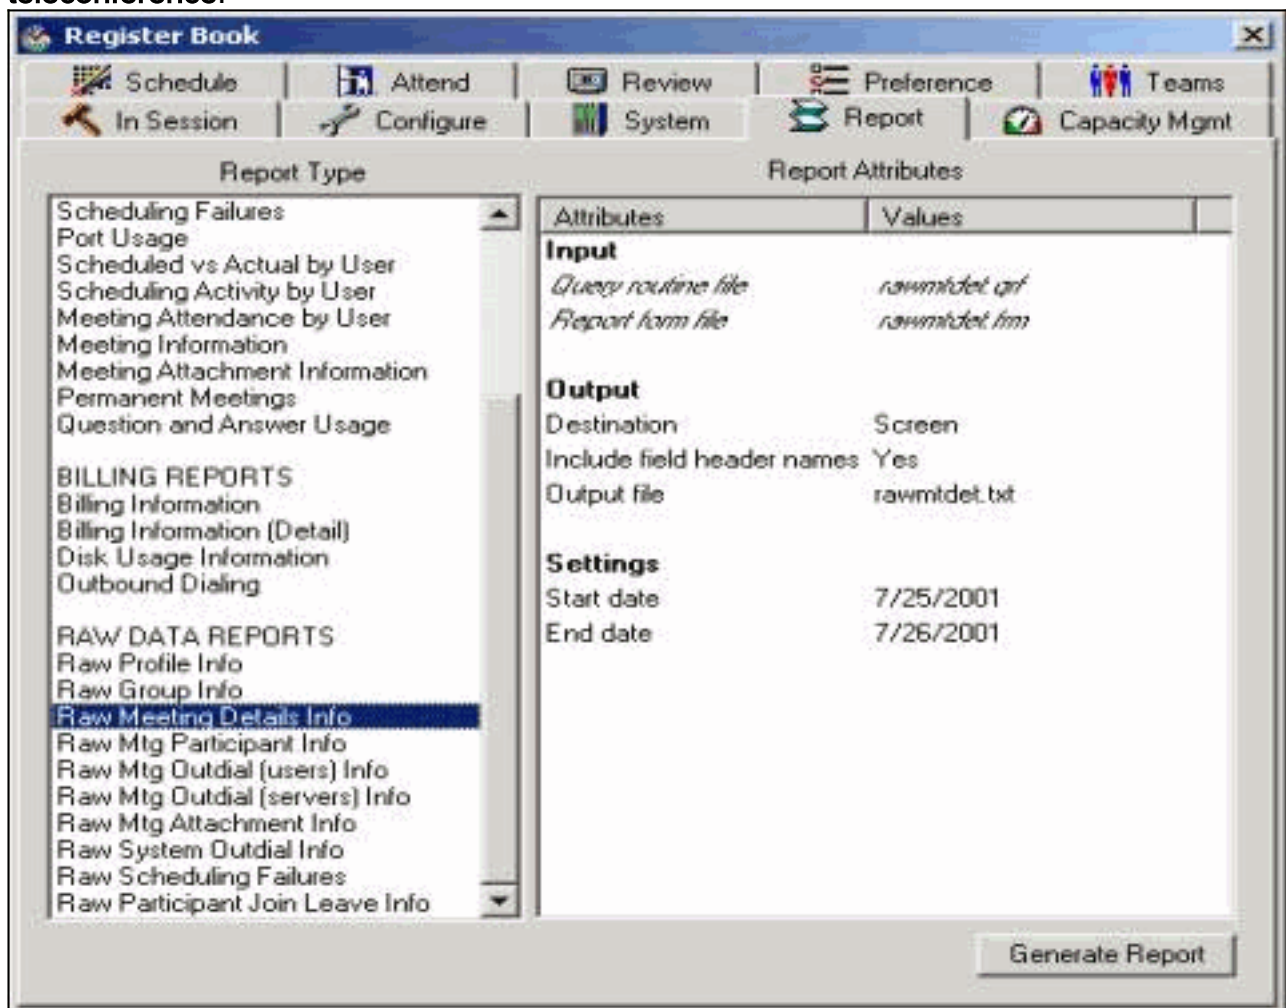 teleconference.
Register Book
Schedule Attend Review Preference Teams
In Session Configure System Report Capacity Mgmt
Report Type
Scheduling Failures
Port Usage
Scheduled vs Actual by User
Scheduling Activity by User
Meeting Attendance by User
Meeting Information
Meeting Attachment Information
Permanent Meetings
Question and Answer Usage
BILLING REPORTS
Billing Information
Billing Information (Detail)
Disk Usage Information
Outbound Dialing
RAW DATA REPORTS
Raw Profile Info
Raw Group Info
Raw Meeting Details Info
Raw Mtg Participant Info
Raw Mtg Outdial (users) Info
Raw Mtg Outdial (servers) Info
Raw Mtg Attachment Info
Raw System Outdial Info
Raw Scheduling Failures
Raw Participant Join Leave Info
Report Attributes
Attributes Values
Input
Query routine file rawmtdet.qrf
Report form file rawmtdet.frm
Output
Destination Screen
Include field header names Yes
Output file rawmtdet.txt
Settings
Start date 7/25/2001
End date 7/26/2001
Generate Report